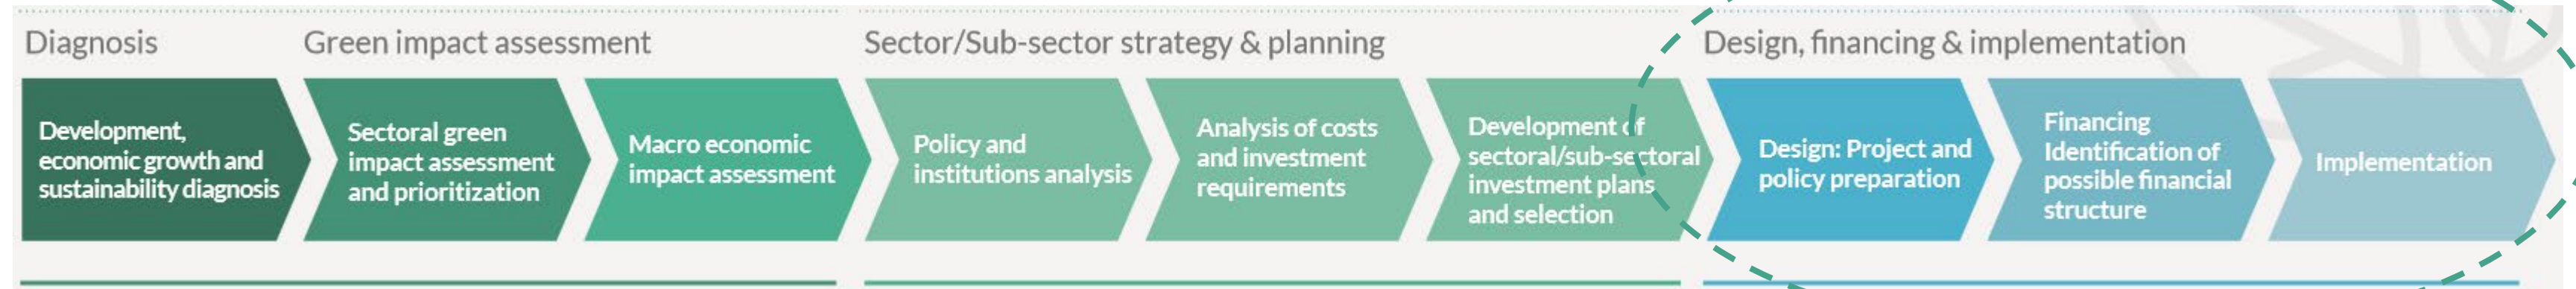 Diagnosis
Green impact assessment
Sector/Sub-sector strategy & planning
Design, financing & implementation
Development,
economic growth and
sustainability diagnosis
Sectoral green
impact assessment
and prioritization
Macro economic
impact assessment
Policy and
institutions analysis
Analysis of costs
and investment
requirements
Development of
sectoral/sub-sectoral
investment plans
and selection
Design: Project and
policy preparation
Financing
Identification of
possible financial
structure
Implementation